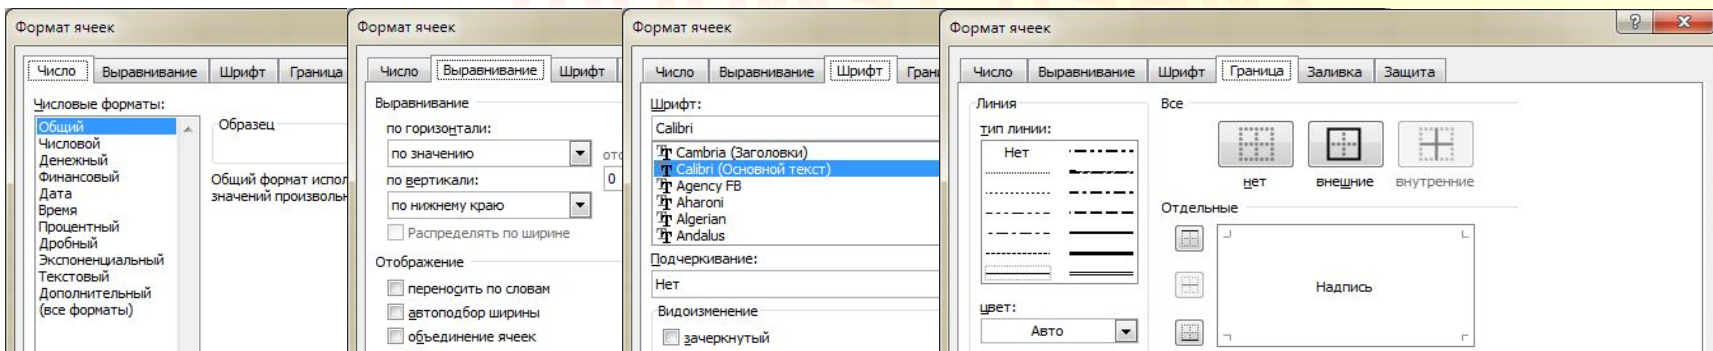 Формат ячеек
Число Выравнивание Шрифт Граница
Числовые форматы:
Общий
Числовой
Денежный
Финансовый
Дата
Время
Процентный
Дробный
Экспоненциальный
Текстовый
Дополнительный
(все форматы)
Образец
Общий формат
значений
Формат ячеек
Число Выравнивание Шрифт
Выравнивание
по горизонтали:
по значению
по вертикали:
0
по нижнему краю
Распределять по ширине
Отображение
переносить по словам
автоподбор ширины
объединение ячеек
Формат ячеек
Число Выравнивание Шрифт
Шрифт:
Calibri
Cambria (Заголовки)
Calibri (Основной текст)
Agency FB
Aharoni
Algerian
Andalus
Подчеркивание:
Нет
Видоизменение
зачеркнутый
Формат ячеек
Число Выравнивание Шрифт Граница Заливка Защита
Линия
тип линии:
Нет
цвет:
Авто
Все
нет внешние внутренние
Отдельные
Надпись